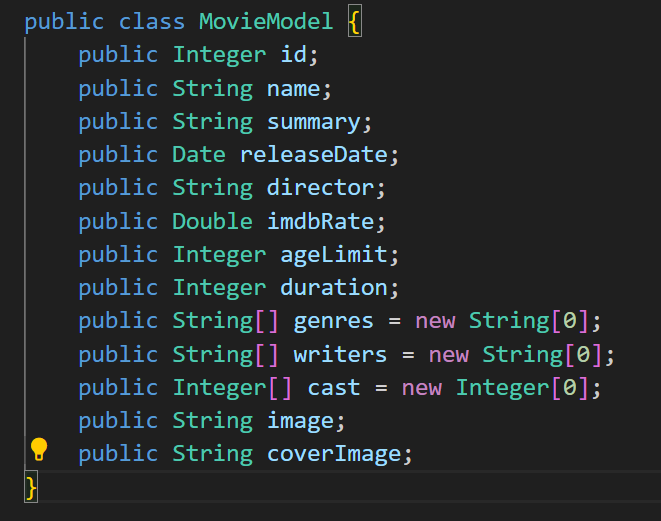 public class MovieModel {
    public Integer id;
    public String name;
    public String summary;
    public Date releaseDate;
    public String director;
    public Double imdbRate;
    public Integer ageLimit;
    public Integer duration;
    public String[] genres = new String[0];
    public String[] writers = new String[0];
    public Integer[] cast = new Integer[0];
    public String image;
    public String coverImage;
}